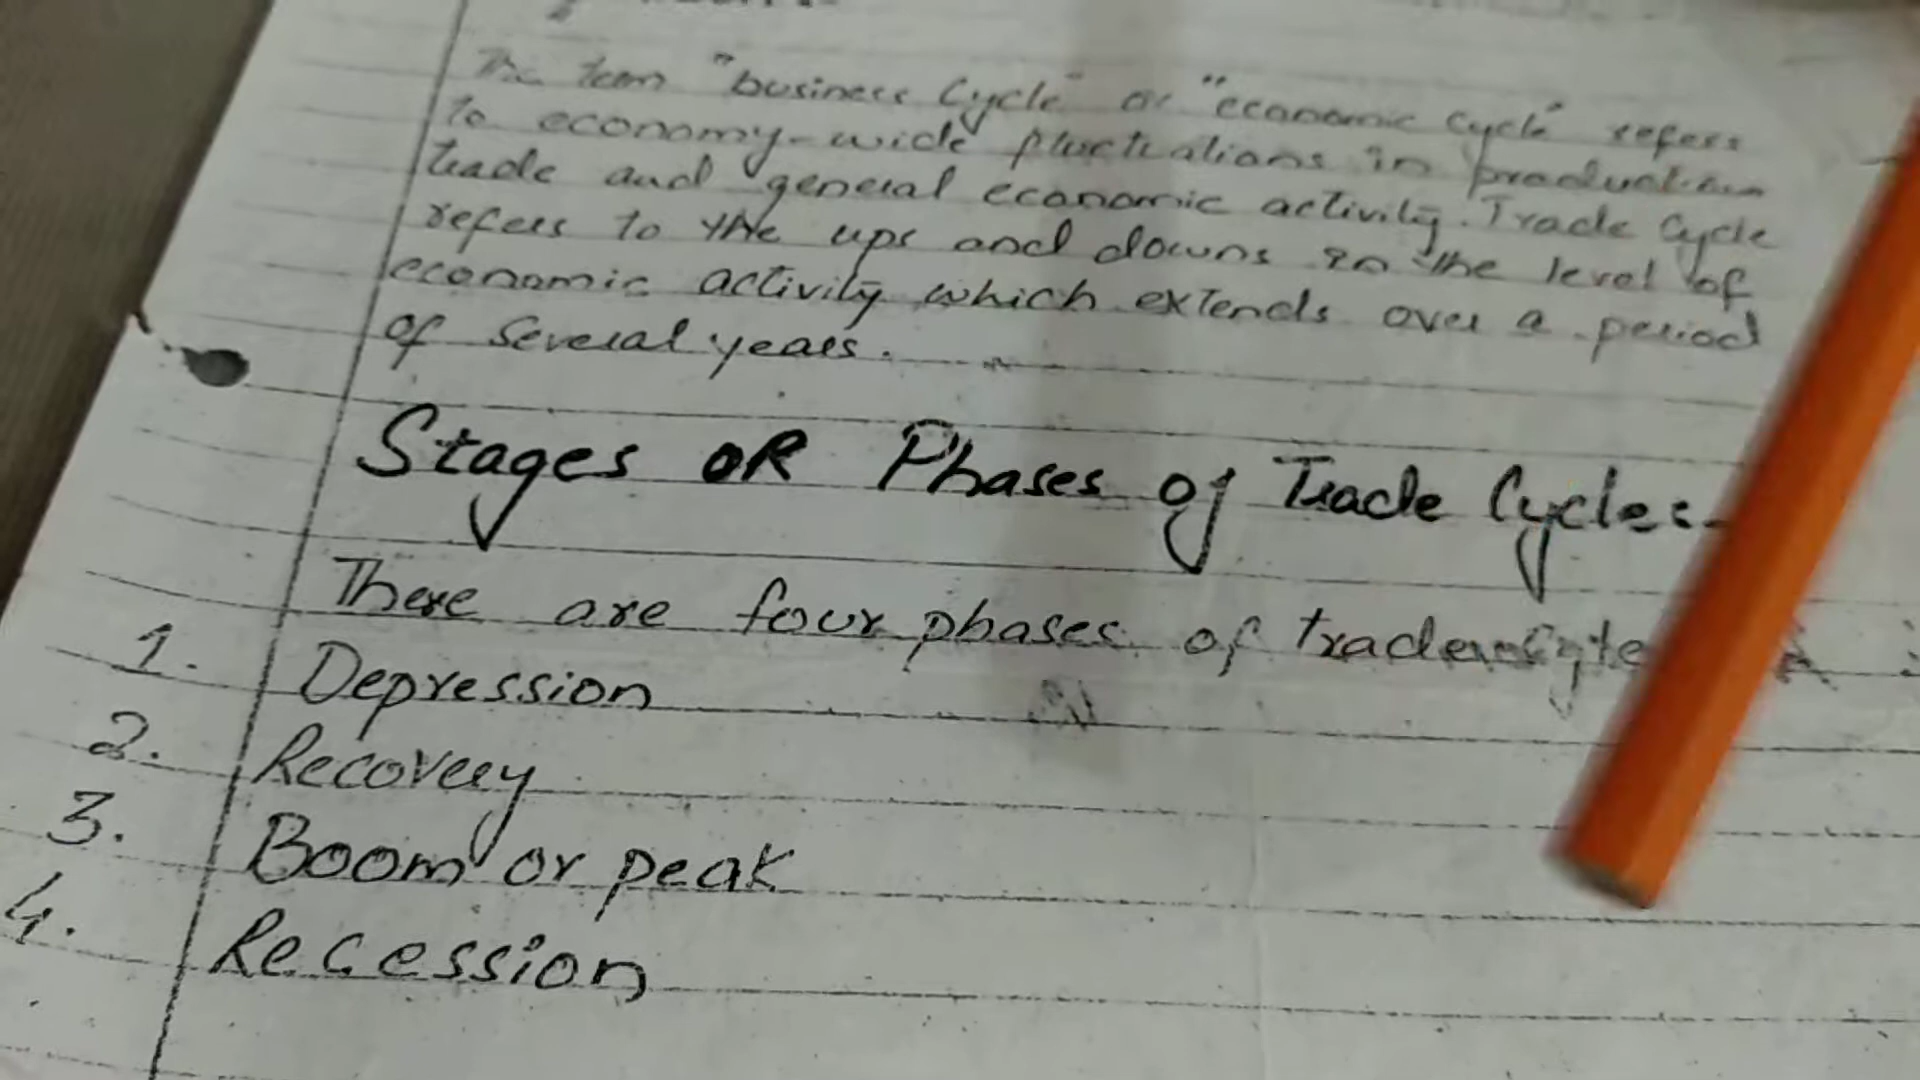 The term "business Cycle" or "economic cycle" refers
to economy-wide fluctuations in production
trade and general economic activity. Trade Cycle
refers to the ups and downs in the level of
economic activity which extends over a period
of several years.
Stages OR Phases of Trade Cycle:-
There are four phases of trade
1. Depression
2. Recovery
3. Boom or peak
4. Recession